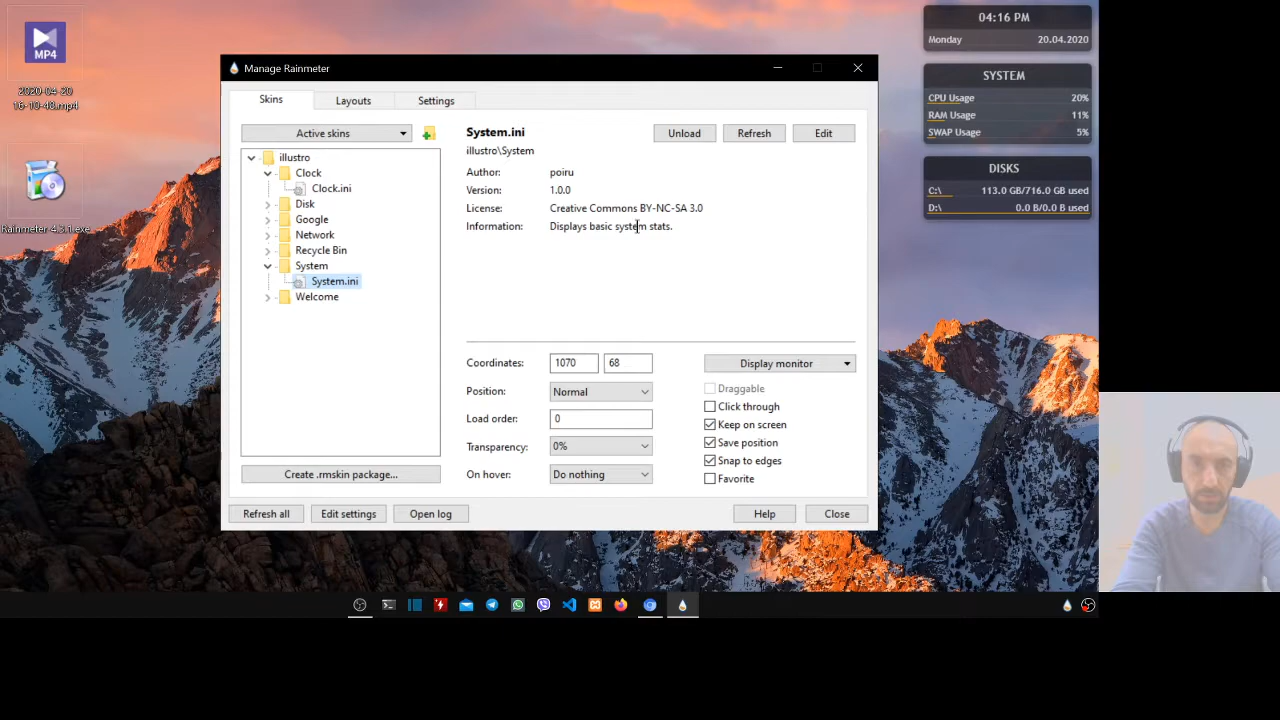 MP4
2020-04-20
16-10-40.mp4
Rainmeter-4.3.1.exe
Manage Rainmeter
Skins
Layouts
Settings
Active skins
illustro
Clock
Clock.ini
Disk
Google
Network
Recycle Bin
System
System.ini
Welcome
Create .rmskin package...
System.ini
illustro\System
Unload
Refresh
Edit
Author: poiru
Version: 1.0.0
License: Creative Commons BY-NC-SA 3.0
Information: Displays basic system stats.
Coordinates: 1070 68
Position: Normal
Load order: 0
Transparency: 0%
On hover: Do nothing
Display monitor
Draggable
Click through
Keep on screen
Save position
Snap to edges
Favorite
Refresh all
Edit settings
Open log
Help
Close
04:16 PM
Monday 20.04.2020
SYSTEM
CPU Usage 20%
RAM Usage 11%
SWAP Usage 5%
DISKS
C:\ 113.0 GB/716.0 GB used
D:\ 0.0 B/0.0 B used